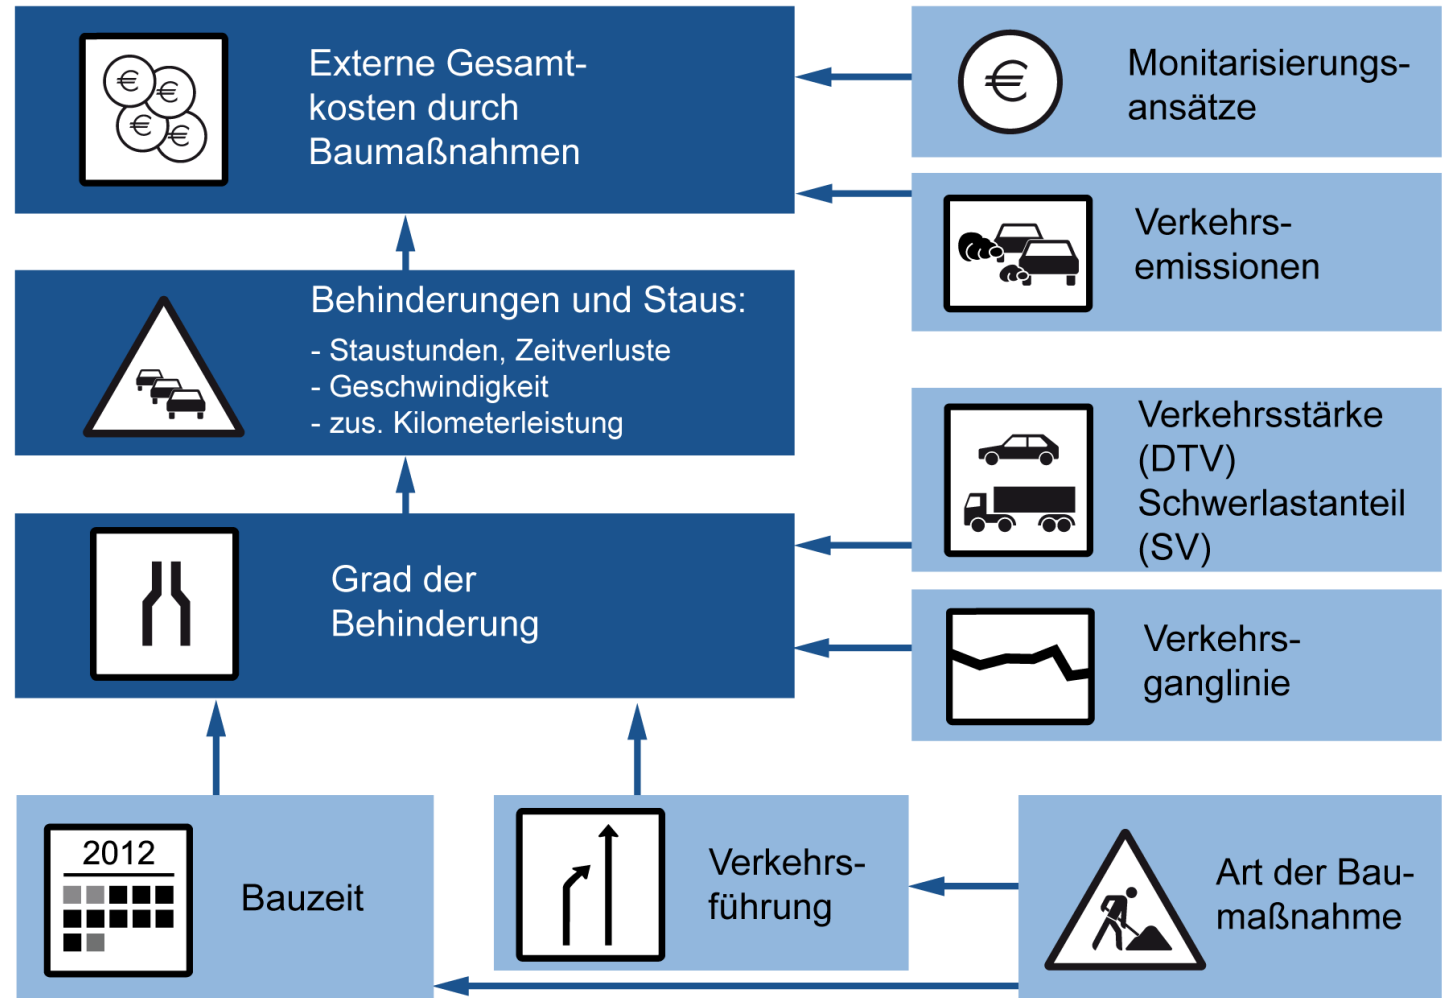 Externe Gesamt-
kosten durch
Baumaßnahmen
Monitarisierungs-
ansätze
Verkehrs-
emissionen
Behinderungen und Staus:
- Staustunden, Zeitverluste
- Geschwindigkeit
- zus. Kilometerleistung
Verkehrsstärke
(DTV)
Schwerlastanteil
(SV)
Grad der
Behinderung
Verkehrs-
ganglinie
2012
Bauzeit
Verkehrs-
führung
Art der Bau-
maßnahme